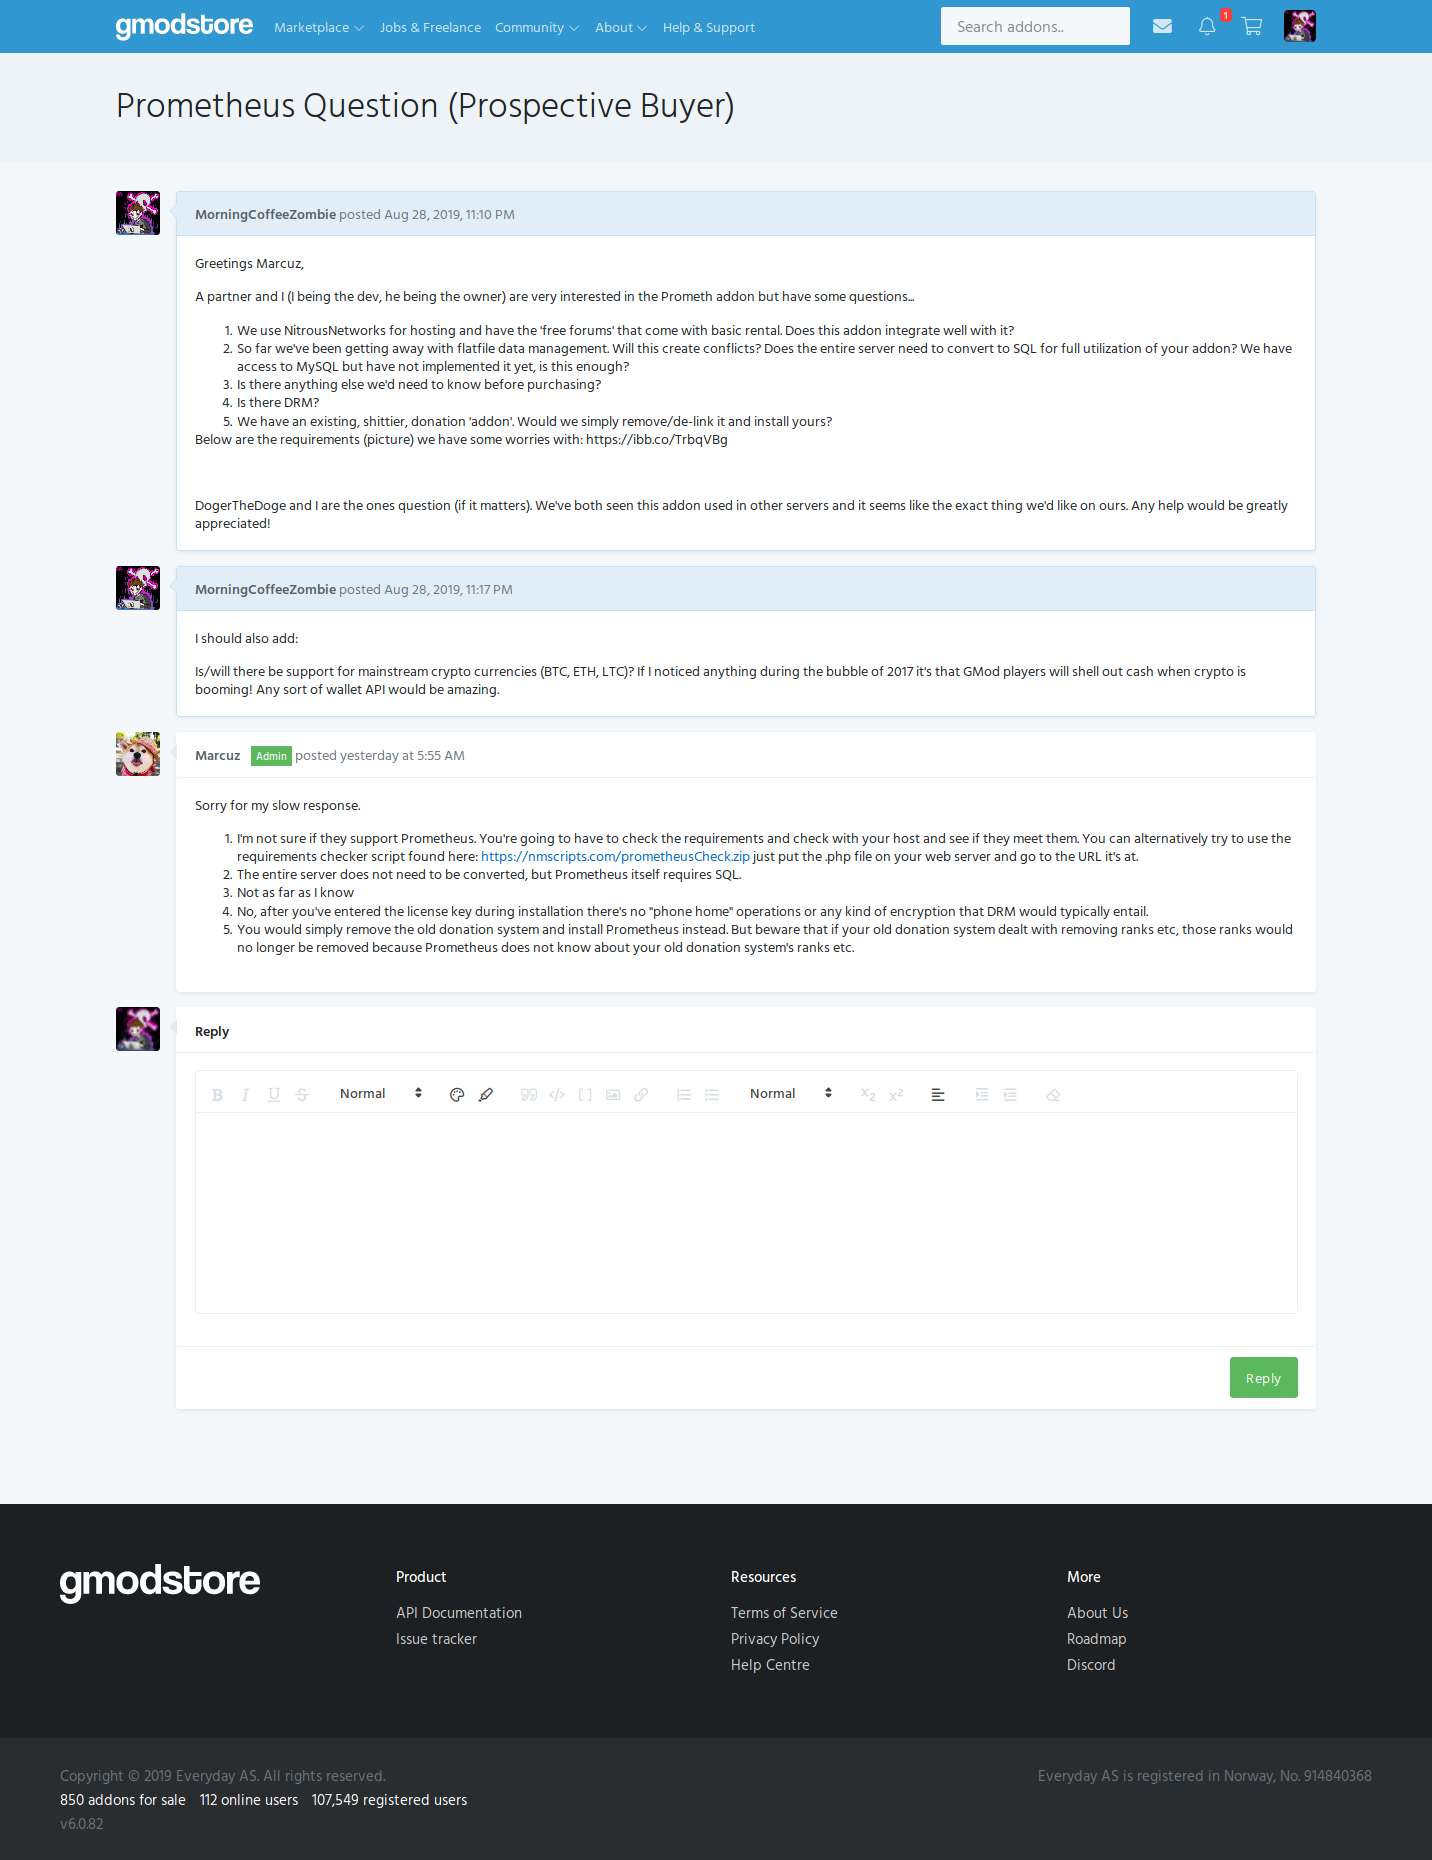 gmodstore Marketplace Jobs & Freelance Community About Help & Support Search addons.. 1
Prometheus Question (Prospective Buyer)
MorningCoffeeZombie posted Aug 28, 2019, 11:10 PM
Greetings Marcuz,
A partner and I (I being the dev, he being the owner) are very interested in the Prometh addon but have some questions...
1. We use NitrousNetworks for hosting and have the 'free forums' that come with basic rental. Does this addon integrate well with it?
2. So far we've been getting away with flatfile data management. Will this create conflicts? Does the entire server need to convert to SQL for full utilization of your addon? We have
access to MySQL but have not implemented it yet, is this enough?
3. Is there anything else we'd need to know before purchasing?
4. Is there DRM?
5. We have an existing, shittier, donation 'addon'. Would we simply remove/de-link it and install yours?
Below are the requirements (picture) we have some worries with: https://ibb.co/TrbqVBg
DogerTheDoge and I are the ones question (if it matters). We've both seen this addon used in other servers and it seems like the exact thing we'd like on ours. Any help would be greatly
appreciated!
MorningCoffeeZombie posted Aug 28, 2019, 11:17 PM
I should also add:
Is/will there be support for mainstream crypto currencies (BTC, ETH, LTC)? If I noticed anything during the bubble of 2017 it's that GMod players will shell out cash when crypto is
booming! Any sort of wallet API would be amazing.
Marcuz Admin posted yesterday at 5:55 AM
Sorry for my slow response.
1. I'm not sure if they support Prometheus. You're going to have to check the requirements and check with your host and see if they meet them. You can alternatively try to use the
requirements checker script found here: https://nmscripts.com/prometheusCheck.zip just put the .php file on your web server and go to the URL it's at.
2. The entire server does not need to be converted, but Prometheus itself requires SQL.
3. Not as far as I know
4. No, after you've entered the license key during installation there's no "phone home" operations or any kind of encryption that DRM would typically entail.
5. You would simply remove the old donation system and install Prometheus instead. But beware that if your old donation system dealt with removing ranks etc, those ranks would
no longer be removed because Prometheus does not know about your old donation system's ranks etc.
Reply
B I U S Normal Normal X2 X2
Reply
gmodstore
Product
API Documentation
Issue tracker
Resources
Terms of Service
Privacy Policy
Help Centre
More
About Us
Roadmap
Discord
Copyright © 2019 Everyday AS. All rights reserved.
850 addons for sale 112 online users 107,549 registered users
v6.0.82
Everyday AS is registered in Norway, No. 914840368